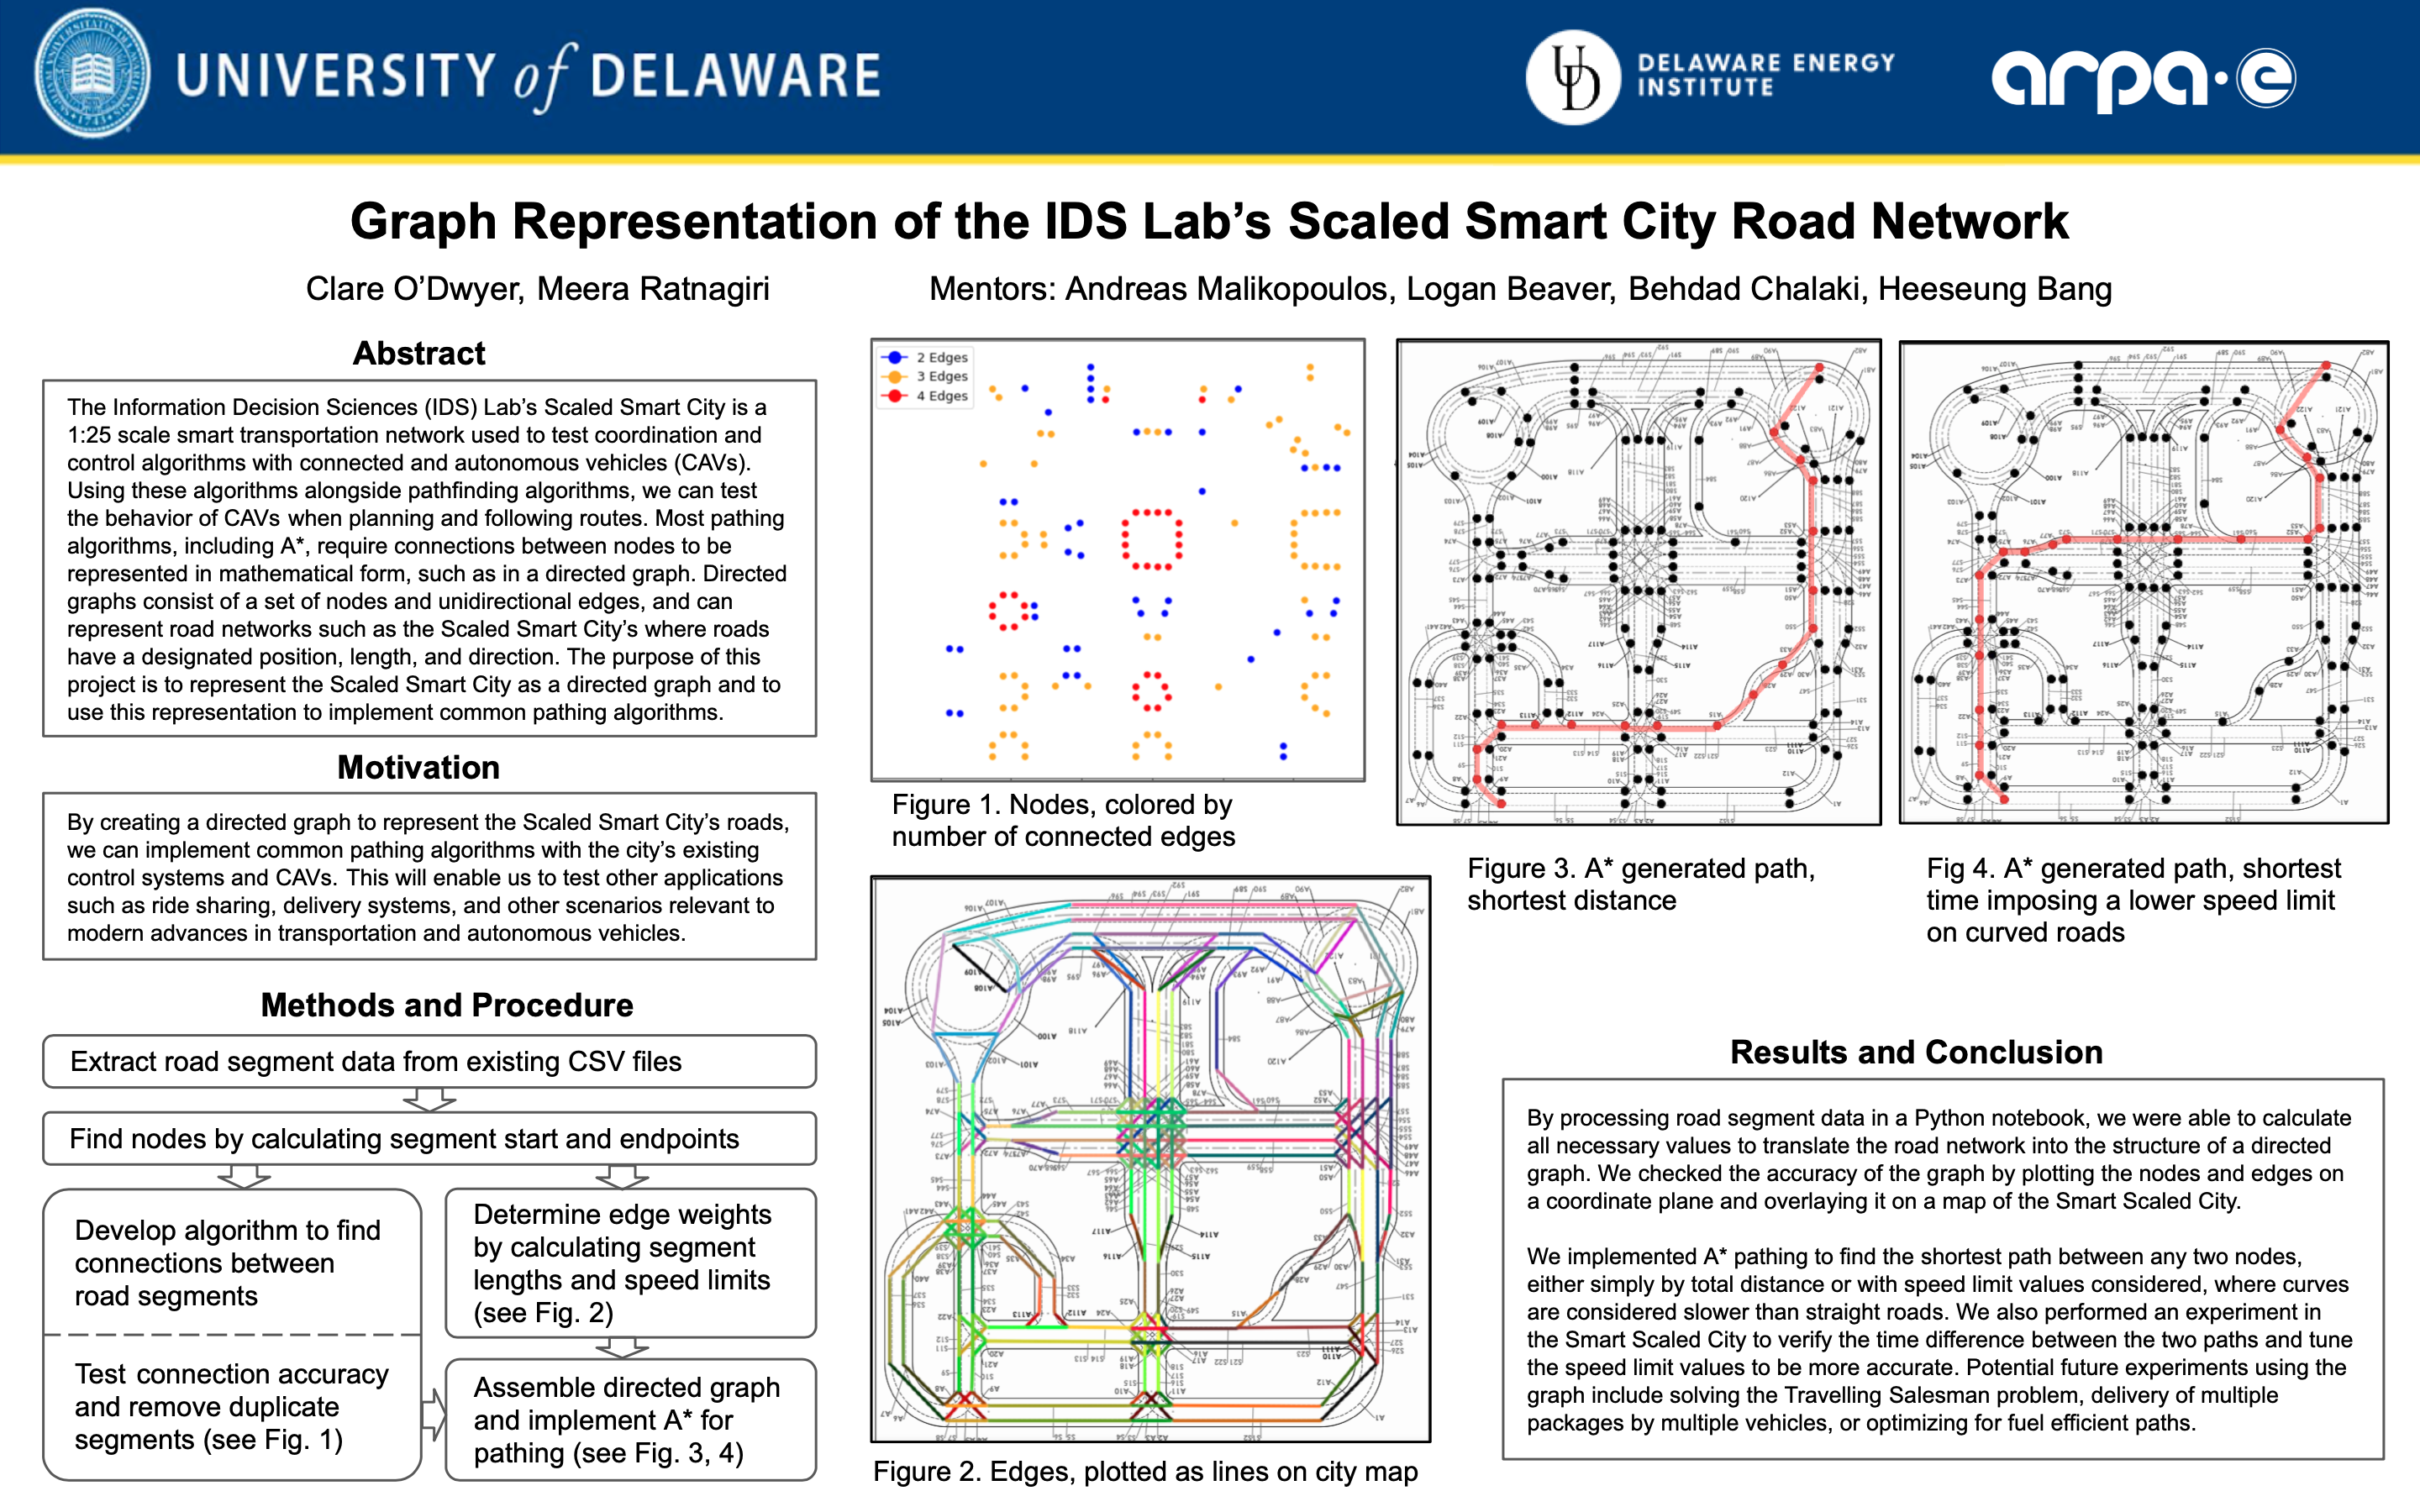 UNIVERSITY of DELAWARE
DELAWARE ENERGY
INSTITUTE
arpa·e
Graph Representation of the IDS Lab's Scaled Smart City Road Network
Clare O'Dwyer, Meera Ratnagiri
Mentors: Andreas Malikopoulos, Logan Beaver, Behdad Chalaki, Heeseung Bang
Abstract
The Information Decision Sciences (IDS) Lab's Scaled Smart City is a
1:25 scale smart transportation network used to test coordination and
control algorithms with connected and autonomous vehicles (CAVs).
Using these algorithms alongside pathfinding algorithms, we can test
the behavior of CAVs when planning and following routes. Most pathing
algorithms, including A*, require connections between nodes to be
represented in mathematical form, such as in a directed graph. Directed
graphs consist of a set of nodes and unidirectional edges, and can
represent road networks such as the Scaled Smart City's where roads
have a designated position, length, and direction. The purpose of this
project is to represent the Scaled Smart City as a directed graph and to
use this representation to implement common pathing algorithms.
Motivation
By creating a directed graph to represent the Scaled Smart City's roads,
we can implement common pathing algorithms with the city's existing
control systems and CAVs. This will enable us to test other applications
such as ride sharing, delivery systems, and other scenarios relevant to
modern advances in transportation and autonomous vehicles.
Methods and Procedure
Extract road segment data from existing CSV files
Find nodes by calculating segment start and endpoints
Develop algorithm to find
connections between
road segments
Test connection accuracy
and remove duplicate
segments (see Fig. 1)
Determine edge weights
by calculating segment
lengths and speed limits
(see Fig. 2)
Assemble directed graph
and implement A* for
pathing (see Fig. 3, 4)
2 Edges
3 Edges
4 Edges
Figure 1. Nodes, colored by
number of connected edges
Figure 2. Edges, plotted as lines on city map
Figure 3. A* generated path,
shortest distance
Fig 4. A* generated path, shortest
time imposing a lower speed limit
on curved roads
Results and Conclusion
By processing road segment data in a Python notebook, we were able to calculate
all necessary values to translate the road network into the structure of a directed
graph. We checked the accuracy of the graph by plotting the nodes and edges on
a coordinate plane and overlaying it on a map of the Smart Scaled City.
We implemented A* pathing to find the shortest path between any two nodes,
either simply by total distance or with speed limit values considered, where curves
are considered slower than straight roads. We also performed an experiment in
the Smart Scaled City to verify the time difference between the two paths and tune
the speed limit values to be more accurate. Potential future experiments using the
graph include solving the Travelling Salesman problem, delivery of multiple
packages by multiple vehicles, or optimizing for fuel efficient paths.